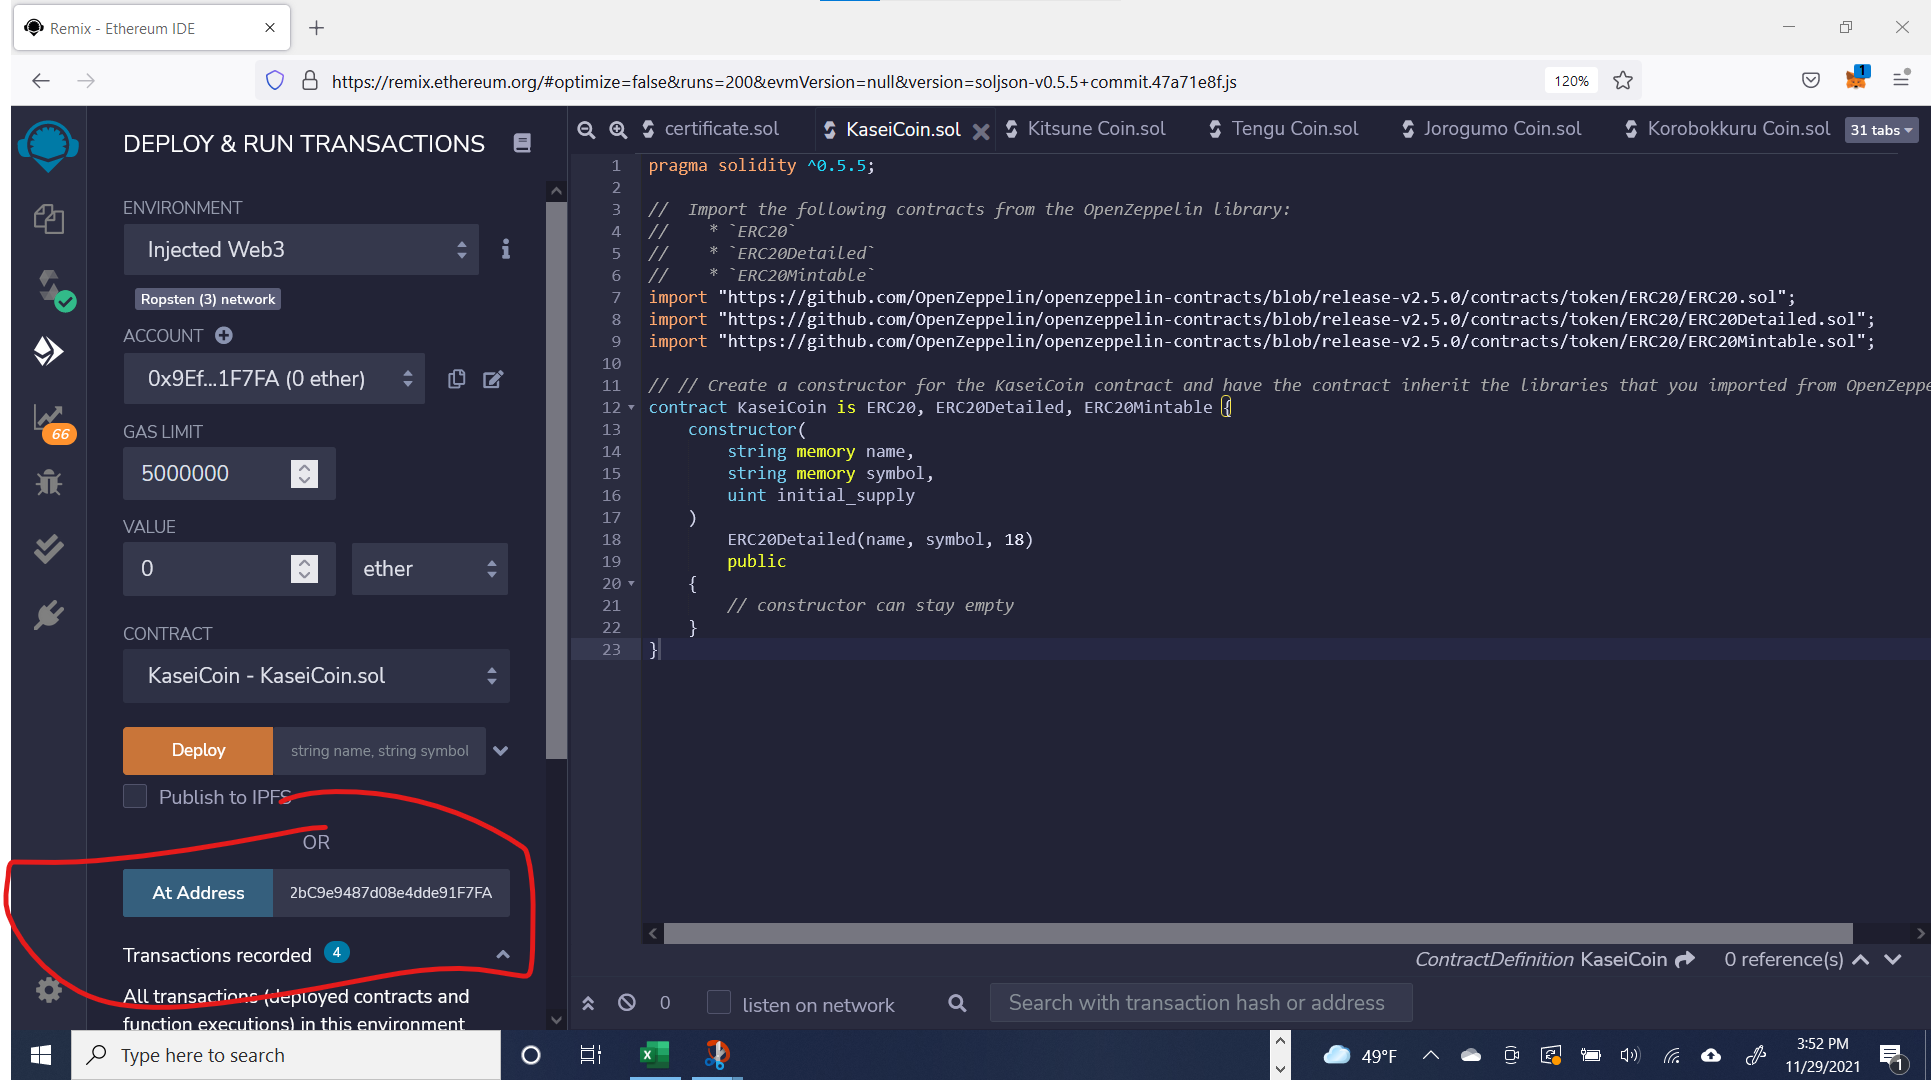 Remix - Ethereum IDE
https://remix.ethereum.org/#optimize=false&runs=200&evmVersion=null&version=soljson-v0.5.5+commit.47a71e8f.js
120%
1
DEPLOY & RUN TRANSACTIONS
certificate.sol
KaseiCoin.sol
Kitsune Coin.sol
Tengu Coin.sol
Jorogumo Coin.sol
Korobokkuru Coin.sol
31 tabs
ENVIRONMENT
Injected Web3
Ropsten (3) network
ACCOUNT
0x9Ef...1F7FA (0 ether)
GAS LIMIT
5000000
66
VALUE
0
ether
CONTRACT
KaseiCoin - KaseiCoin.sol
Deploy
string name, string symbol
Publish to IPFS
OR
At Address
2bC9e9487d08e4dde91F7FA
Transactions recorded 4
All transactions (deployed contracts and
function executions) in this environment
1 pragma solidity ^0.5.5;
2
3 //  Import the following contracts from the OpenZeppelin library:
4 //    * `ERC20`
5 //    * `ERC20Detailed`
6 //    * `ERC20Mintable`
7 import "https://github.com/OpenZeppelin/openzeppelin-contracts/blob/release-v2.5.0/contracts/token/ERC20/ERC20.sol";
8 import "https://github.com/OpenZeppelin/openzeppelin-contracts/blob/release-v2.5.0/contracts/token/ERC20/ERC20Detailed.sol";
9 import "https://github.com/OpenZeppelin/openzeppelin-contracts/blob/release-v2.5.0/contracts/token/ERC20/ERC20Mintable.sol";
10
11 // // Create a constructor for the KaseiCoin contract and have the contract inherit the libraries that you imported from OpenZeppe
12 contract KaseiCoin is ERC20, ERC20Detailed, ERC20Mintable {
13     constructor(
14         string memory name,
15         string memory symbol,
16         uint initial_supply
17     )
18         ERC20Detailed(name, symbol, 18)
19         public
20     {
21         // constructor can stay empty
22     }
23 }
ContractDefinition KaseiCoin
0 reference(s)
0
listen on network
Search with transaction hash or address
Type here to search
49°F
3:52 PM
11/29/2021
1